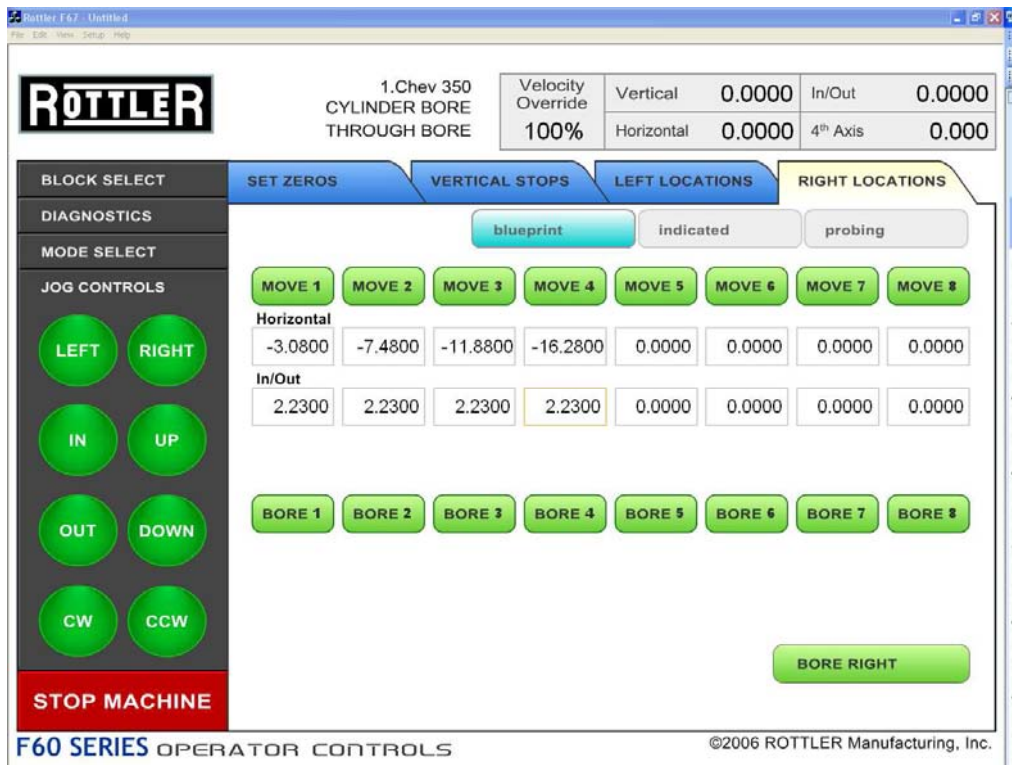 Rottler F67 - Untitled
File Edit View Setup Help
ROTTLER
1.Chev 350
CYLINDER BORE
THROUGH BORE
Velocity Override
100%
Vertical 0.0000 In/Out 0.0000
Horizontal 0.0000 4th Axis 0.000
BLOCK SELECT
DIAGNOSTICS
MODE SELECT
JOG CONTROLS
LEFT RIGHT
IN UP
OUT DOWN
CW CCW
STOP MACHINE
SET ZEROS VERTICAL STOPS LEFT LOCATIONS RIGHT LOCATIONS
blueprint indicated probing
MOVE 1 MOVE 2 MOVE 3 MOVE 4 MOVE 5 MOVE 6 MOVE 7 MOVE 8
Horizontal
-3.0800 -7.4800 -11.8800 -16.2800 0.0000 0.0000 0.0000 0.0000
In/Out
2.2300 2.2300 2.2300 2.2300 0.0000 0.0000 0.0000 0.0000
BORE 1 BORE 2 BORE 3 BORE 4 BORE 5 BORE 6 BORE 7 BORE 8
BORE RIGHT
F60 SERIES OPERATOR CONTROLS
©2006 ROTTLER Manufacturing, Inc.